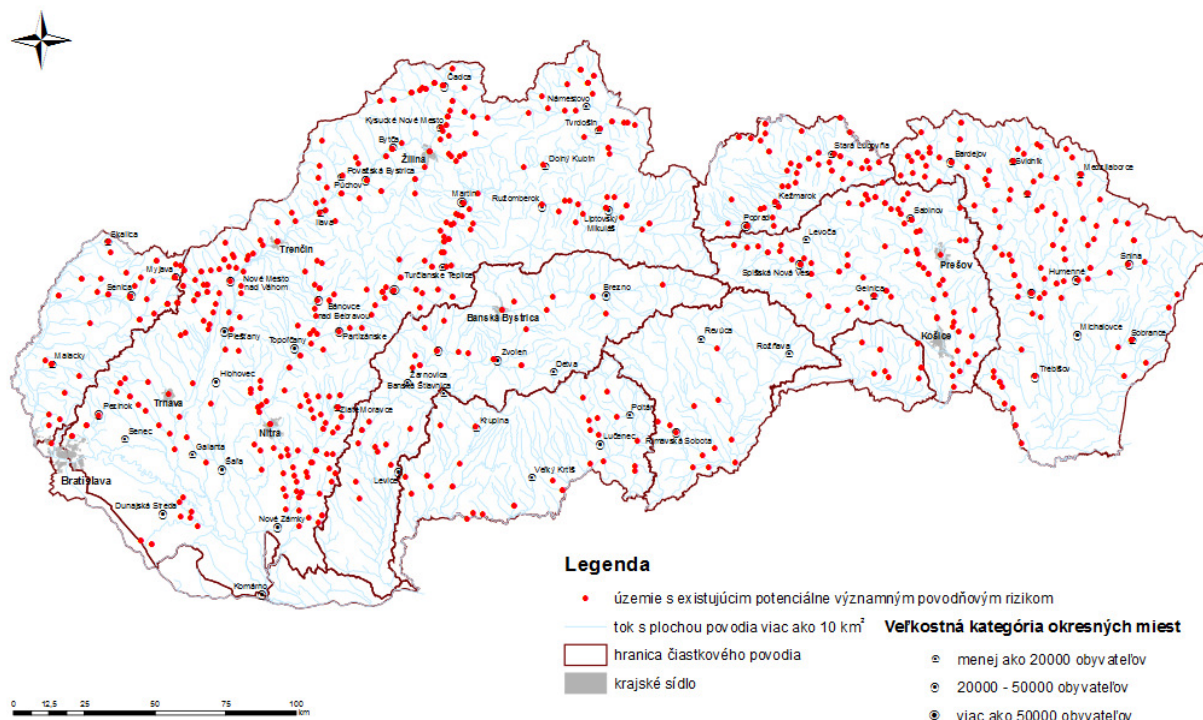 Čadca
Námestovo
Kysucké Nové Mesto
Tvrdošín
Bytča
Žilina
Stará Ľubovňa
Bardejov
Svidník
Medzilaborce
Dolný Kubín
Považská Bystrica
Púchov
Kežmarok
Martin
Ružomberok
Liptovský
Mikuláš
Ilava
Poprad
Levoča
Sabinov
Skalica
Trenčín
Prešov
Snina
Myjava
Turčianske Teplice
Spišská Nová Ves
Humenné
Senica
Nové Mesto
nad Váhom
Bánovce
nad Bebravou
Brezno
Gelnica
Banská Bystrica
Piešťany
Partizánske
Topoľčany
Revúca
Košice
Michalovce
Sobrance
Rožňava
Zvolen
Malacky
Hlohovec
Žarnovica
Banská Štiavnica
Detva
Trebišov
Trnava
Pezinok
Zlaté Moravce
Krupina
Poltár
Nitra
Senec
Lučenec
Rimavská Sobota
Galanta
Šaľa
Bratislava
Levice
Veľký Krtíš
Dunajská Streda
Nové Zámky
Komárno
Legenda
územie s existujúcim potenciálne významným povodňovým rizikom
tok s plochou povodia viac ako 10 km²
Veľkostná kategória okresných miest
hranica čiastkového povodia
menej ako 20000 obyvateľov
krajské sídlo
20000 - 50000 obyvateľov
viac ako 50000 obyvateľov
0 12,5 25 50 75 100
km